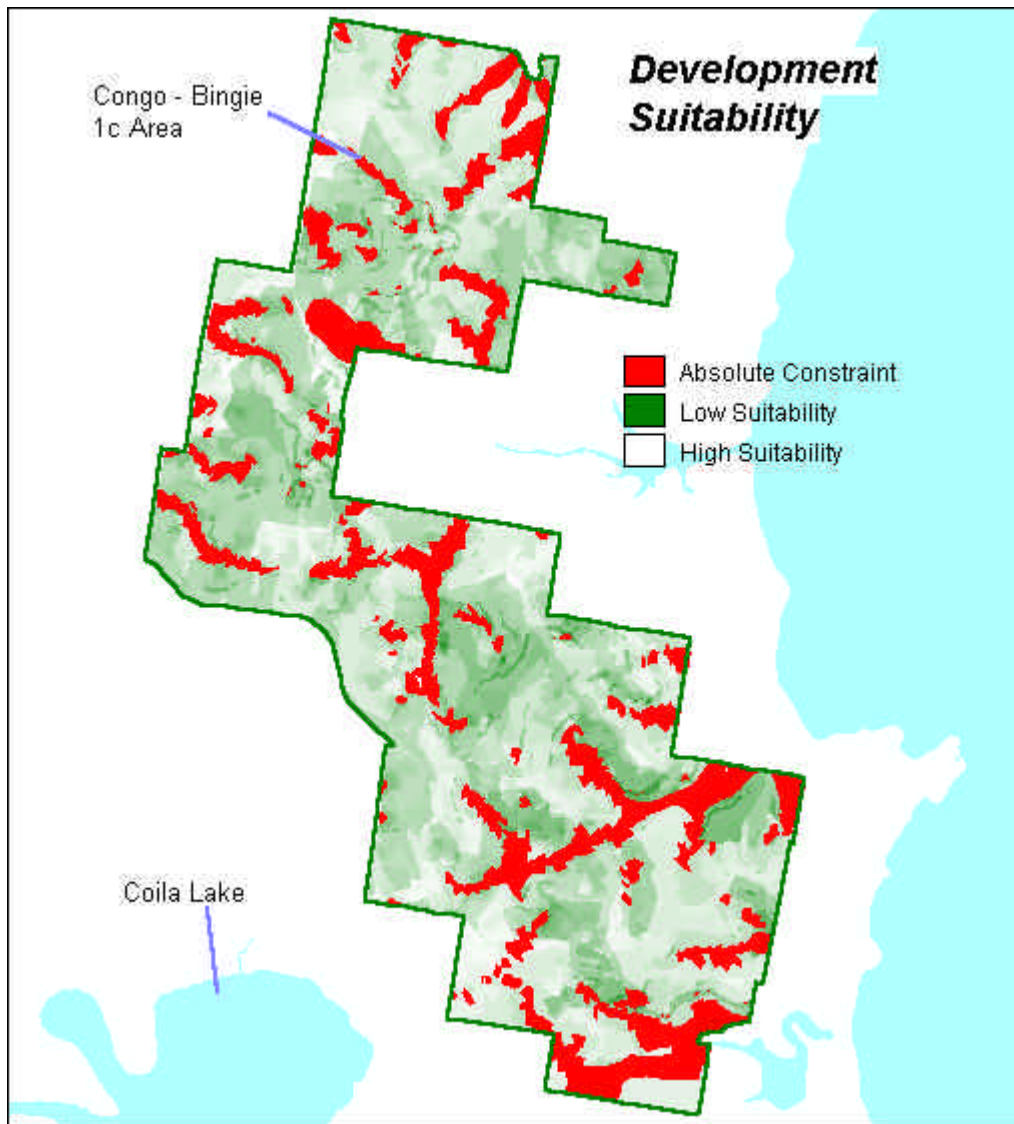 Development
Suitability
Congo - Bingie
1c Area
Absolute Constraint
Low Suitability
High Suitability
Coila Lake